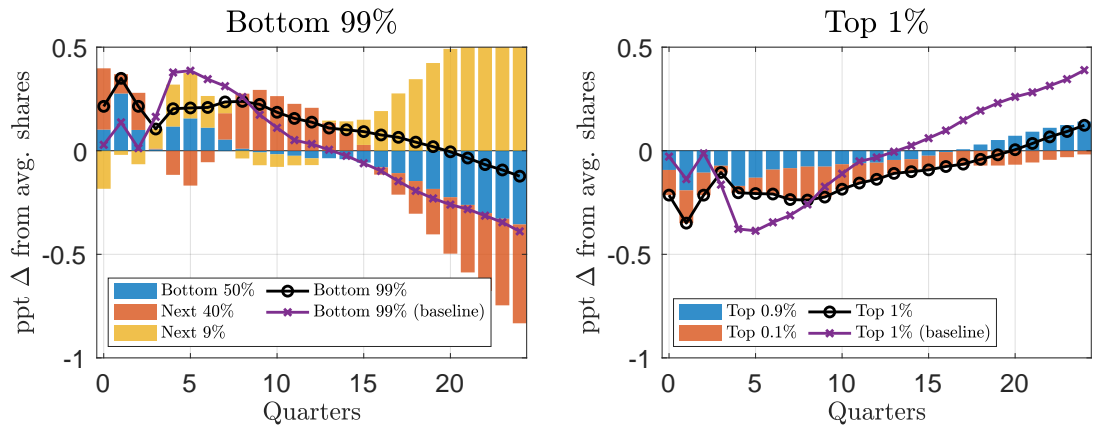 Bottom 99%
ppt Δ from avg. shares
0.5
0
-0.5
-1
Bottom 50%
Next 40%
Next 9%
Bottom 99%
Bottom 99% (baseline)
0 5 10 15 20
Quarters
Top 1%
ppt Δ from avg. shares
0.5
0
-0.5
-1
Top 0.9%
Top 0.1%
Top 1%
Top 1% (baseline)
0 5 10 15 20
Quarters